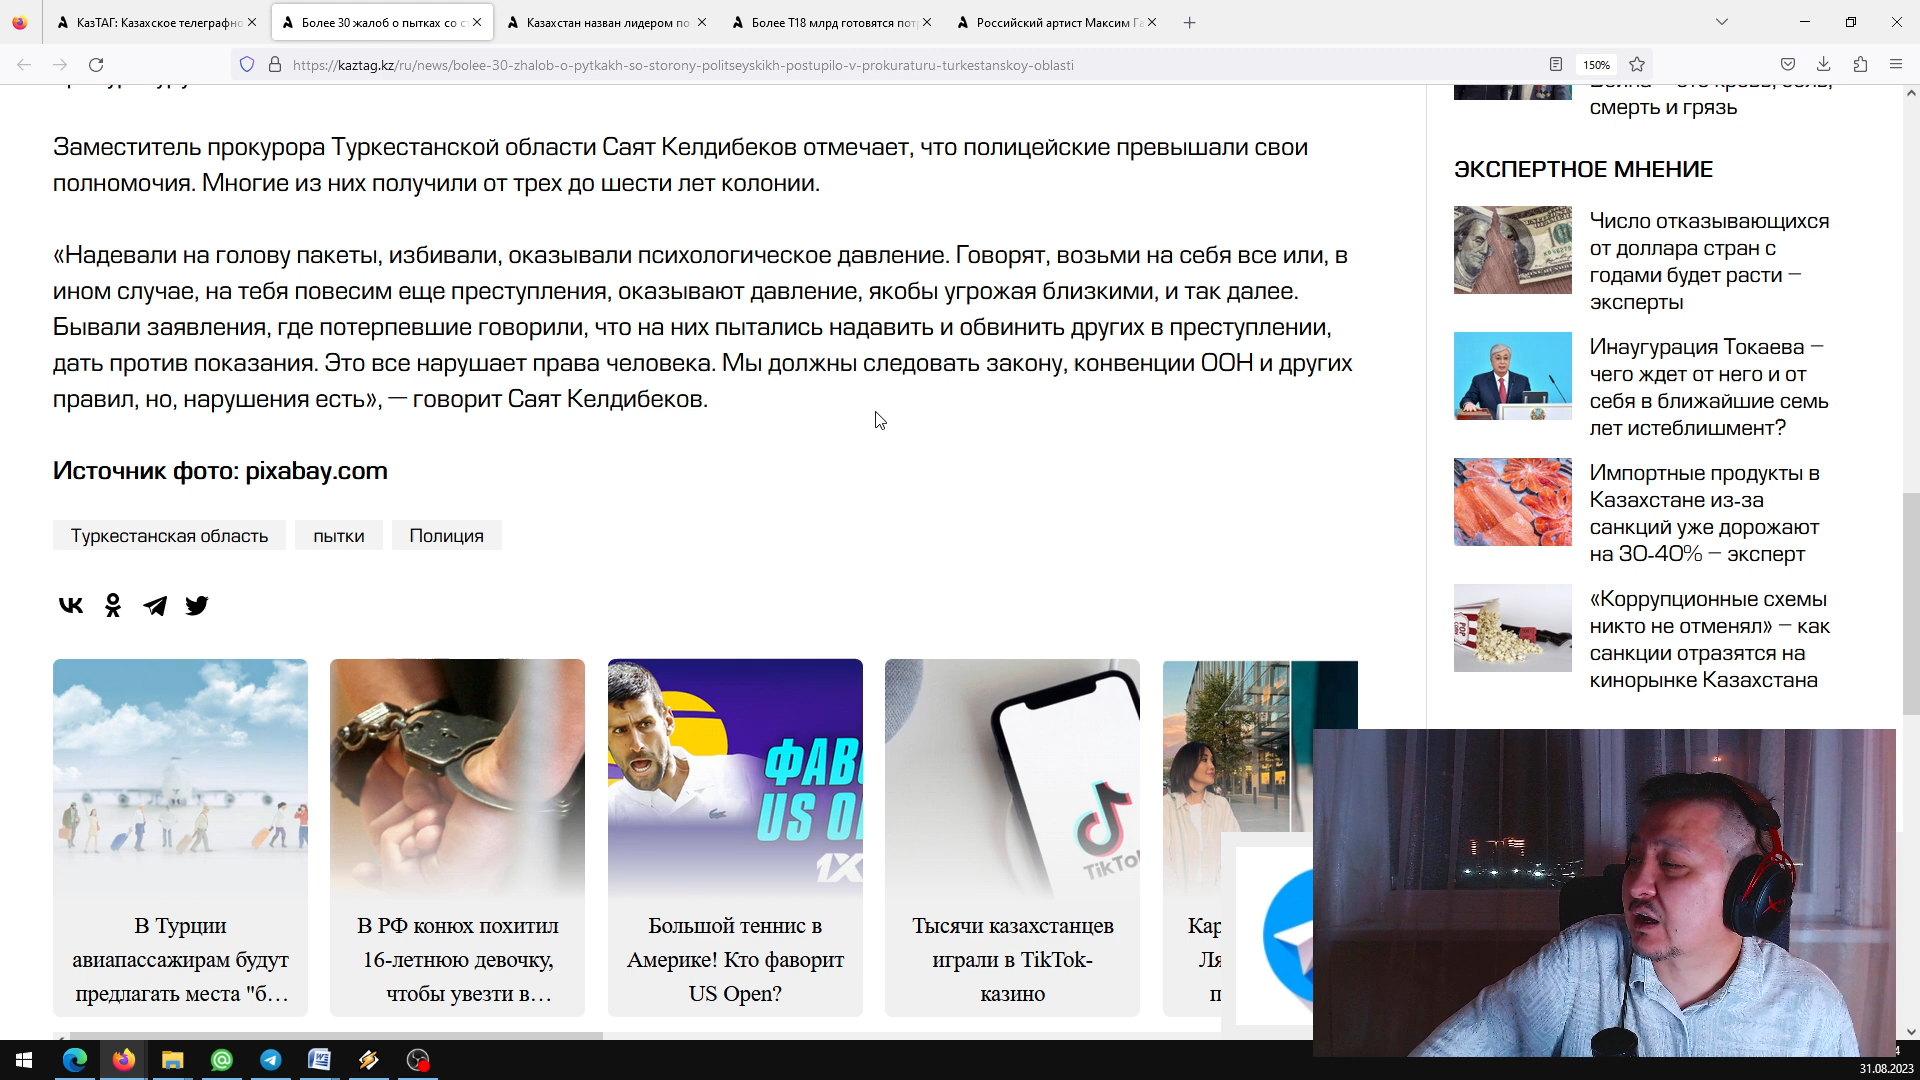 КазТАГ: Казахское телеграфно
Более 30 жалоб о пытках со с
Казахстан назван лидером по
Более Т18 млрд готовятся пот
Российский артист Максим Га
https://kaztag.kz/ru/news/bolee-30-zhalob-o-pytkakh-so-storony-politseyskikh-postupilo-v-prokuraturu-turkestanskoy-oblasti
150%
Заместитель прокурора Туркестанской области Саят Келдибеков отмечает, что полицейские превышали свои
полномочия. Многие из них получили от трех до шести лет колонии.
«Надевали на голову пакеты, избивали, оказывали психологическое давление. Говорят, возьми на себя все или, в
ином случае, на тебя повесим еще преступления, оказывают давление, якобы угрожая близкими, и так далее.
Бывали заявления, где потерпевшие говорили, что на них пытались надавить и обвинить других в преступлении,
дать против показания. Это все нарушает права человека. Мы должны следовать закону, конвенции ООН и других
правил, но, нарушения есть», — говорит Саят Келдибеков.
Источник фото: pixabay.com
Туркестанская область
пытки
Полиция
В Турции
авиапассажирам будут
предлагать места "б...
В РФ конюх похитил
16-летнюю девочку,
чтобы увезти в...
ФАВО
US O
1X
Большой теннис в
Америке! Кто фаворит
US Open?
TikTo
Тысячи казахстанцев
играли в TikTok-
казино
Кар
Ля
п
смерть и грязь
ЭКСПЕРТНОЕ МНЕНИЕ
Число отказывающихся
от доллара стран с
годами будет расти —
эксперты
Инаугурация Токаева —
чего ждет от него и от
себя в ближайшие семь
лет истеблишмент?
Импортные продукты в
Казахстане из-за
санкций уже дорожают
на 30-40% — эксперт
POP
«Коррупционные схемы
никто не отменял» — как
санкции отразятся на
кинорынке Казахстана
31.08.2023